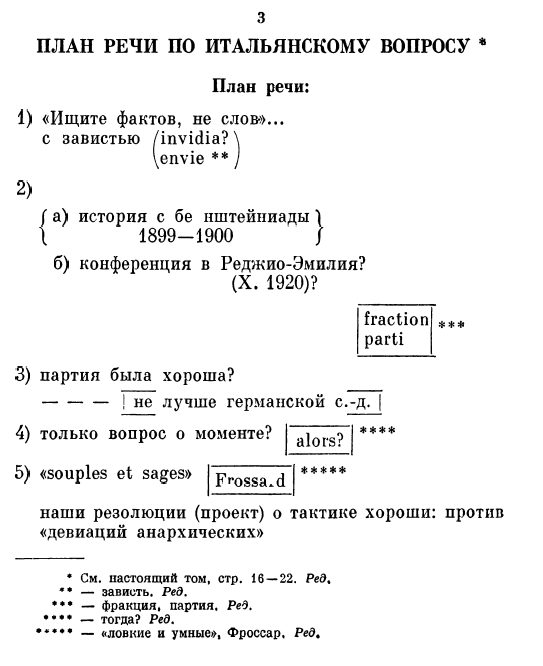 3
ПЛАН РЕЧИ ПО ИТАЛЬЯНСКОМУ ВОПРОСУ *
План речи:
1) «Ищите фактов, не слов»...
с завистью (invidia?
envie **)
2)
{а) история с бе нштейниады}
1899—1900
б) конференция в Реджио-Эмилия?
(X. 1920)?
fraction ***
parti
3) партия была хороша?
— — — | не лучше германской с.-д. |
4) только вопрос о моменте? alors? ****
5) «souples et sages» Frossa.d *****
наши резолюции (проект) о тактике хороши: против
«девиаций анархических»
* См. настоящий том, стр. 16—22. Ред.
** — зависть. Ред.
*** — фракция, партия. Ред.
**** — тогда? Ред.
***** — «ловкие и умные», Фроссар. Ред.